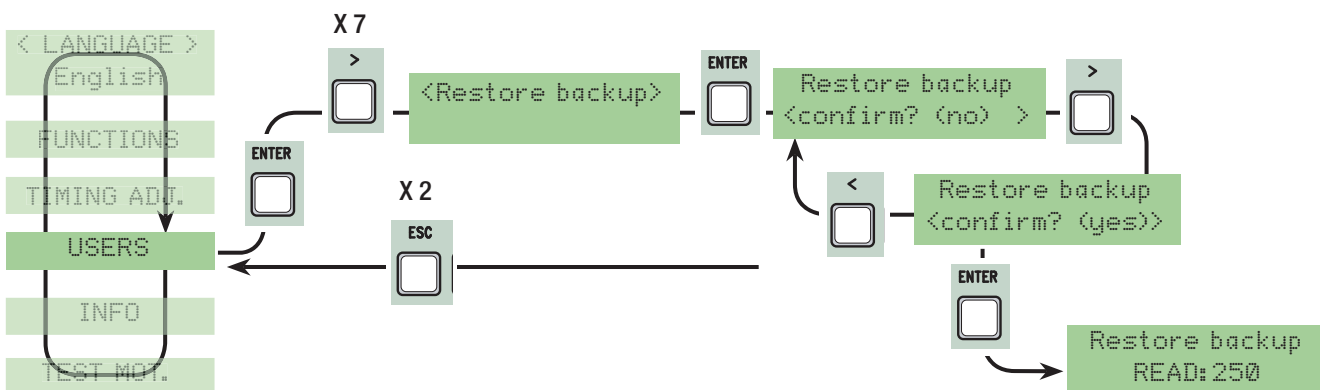 < LANGUAGE >
English
FUNCTIONS
TIMING ADJ.
USERS
INFO
TEST MOT.
ENTER
X 7
>
<Restore backup>
ENTER
Restore backup
<confirm? (no) >
>
<
Restore backup
<confirm? (yes)>
X 2
ESC
ENTER
Restore backup
READ:250